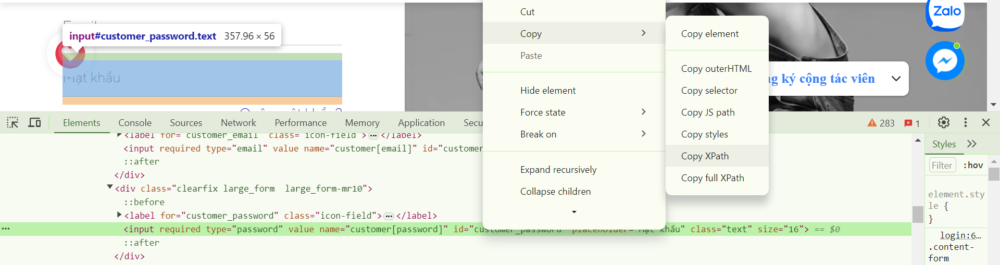 input#customer_password.text 357.96 × 56
Mật khẩu
Cut
Copy
Paste
Hide element
Force state
Break on
Expand recursively
Collapse children
Copy element
Copy outerHTML
Copy selector
Copy JS path
Copy styles
Copy XPath
Copy full XPath
Zalo
ký cộng tác viên
Elements Console Sources Network Performance Memory Application
283 1
<label for="customer_email" class="icon-field">…</label>
<input required type="email" value name="customer[email]" id="customer
::after
</div>
<div class="clearfix large_form  large_form-mr10">
::before
<label for="customer_password" class="icon-field">…</label>
<input required type="password" value name="customer[password]" id="customer_password" placeholder="Mật khẩu" class="text" size="16"> == $0
::after
</div>
Styles
Filter :hov
element.sty
le {
}
login:6…
.content-
form